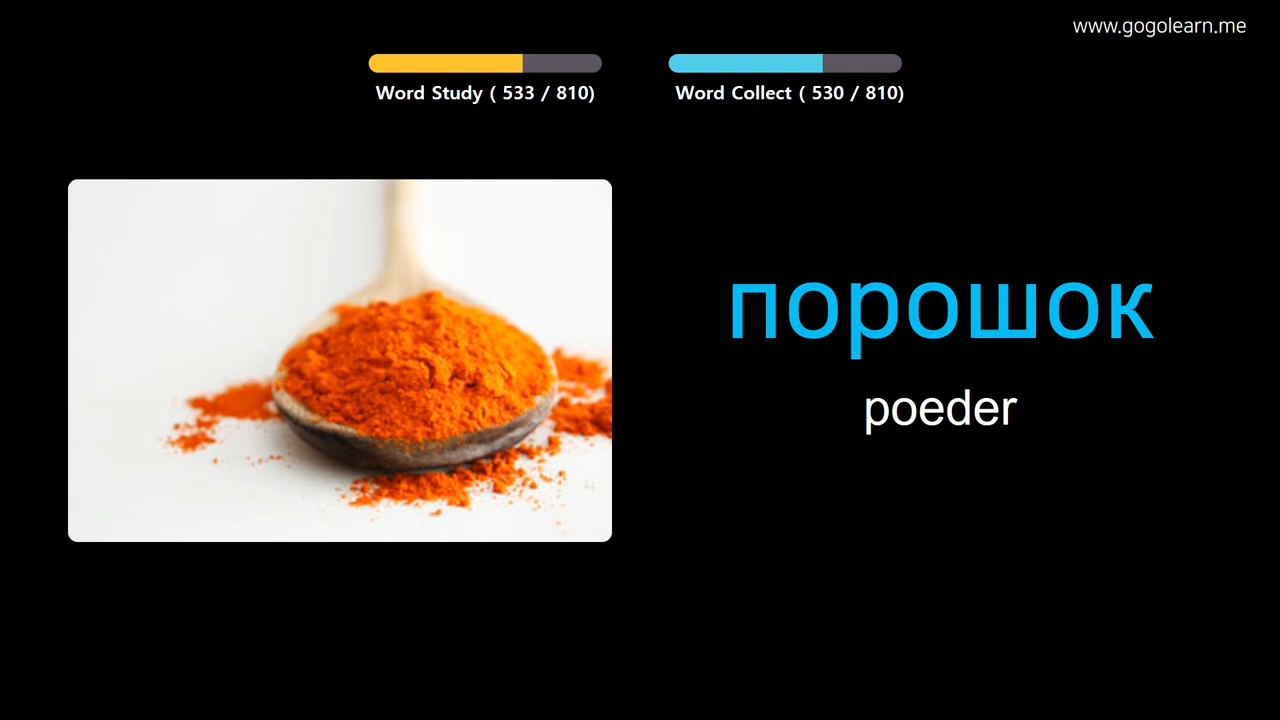 www.gogolearn.me
Word Study ( 533 / 810)
Word Collect ( 530 / 810)
порошок
poeder